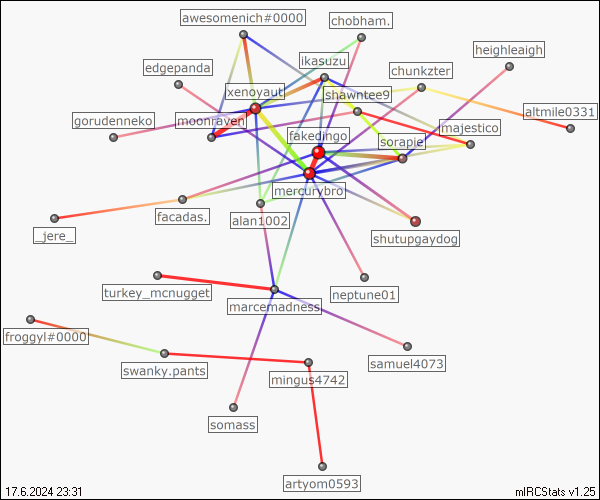 awesomenich#0000
chobham.
heighleaigh
ikasuzu
edgepanda
chunkzter
xenoyaut
shawntee9
altmile0331
gorudenneko
moonraven
majestico
fakedingo
sorapie
mercurybro
facadas.
alan1002
_jere_
shutupgaydog
turkey_mcnugget
neptune01
marcemadness
froggyl#0000
samuel4073
swanky.pants
mingus4742
somass
artyom0593
17.6.2024 23:31
mIRCStats v1.25